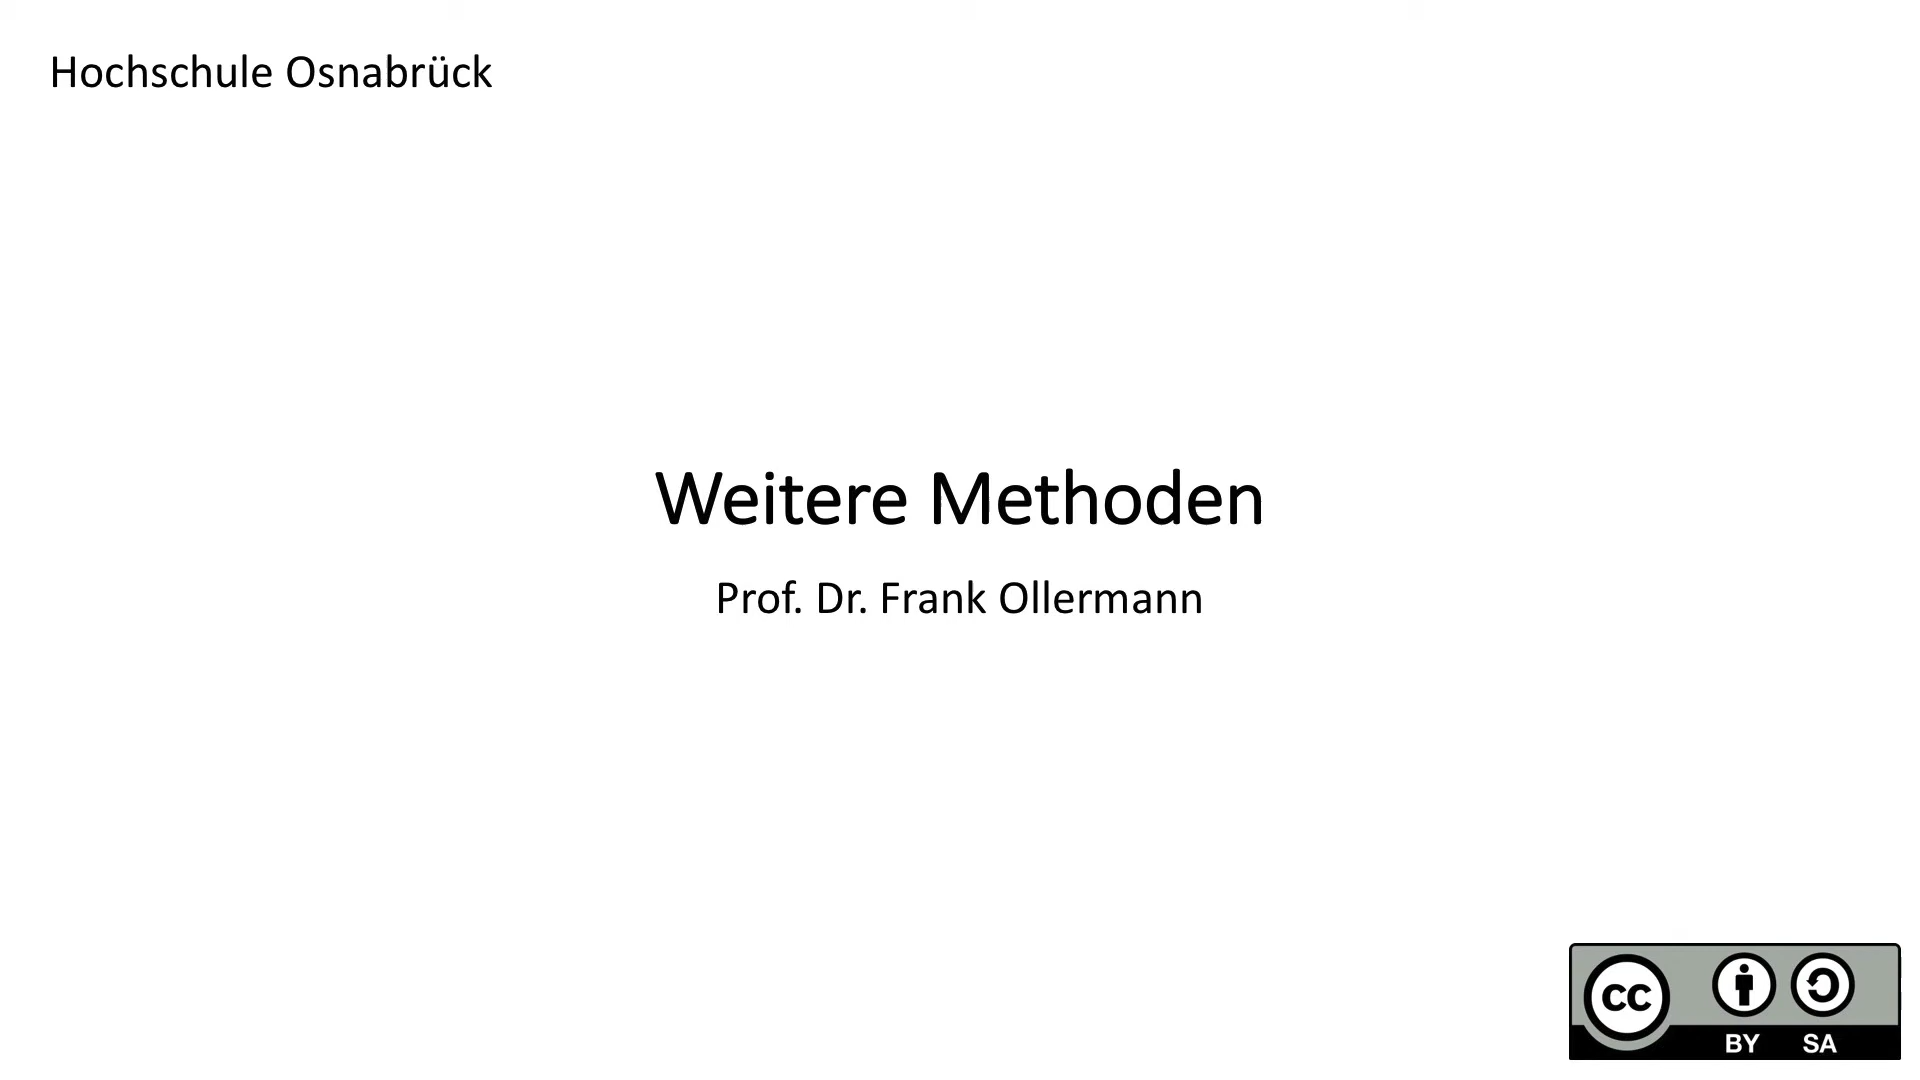 Hochschule Osnabrück
Weitere Methoden
Prof. Dr. Frank Ollermann
cc
BY SA